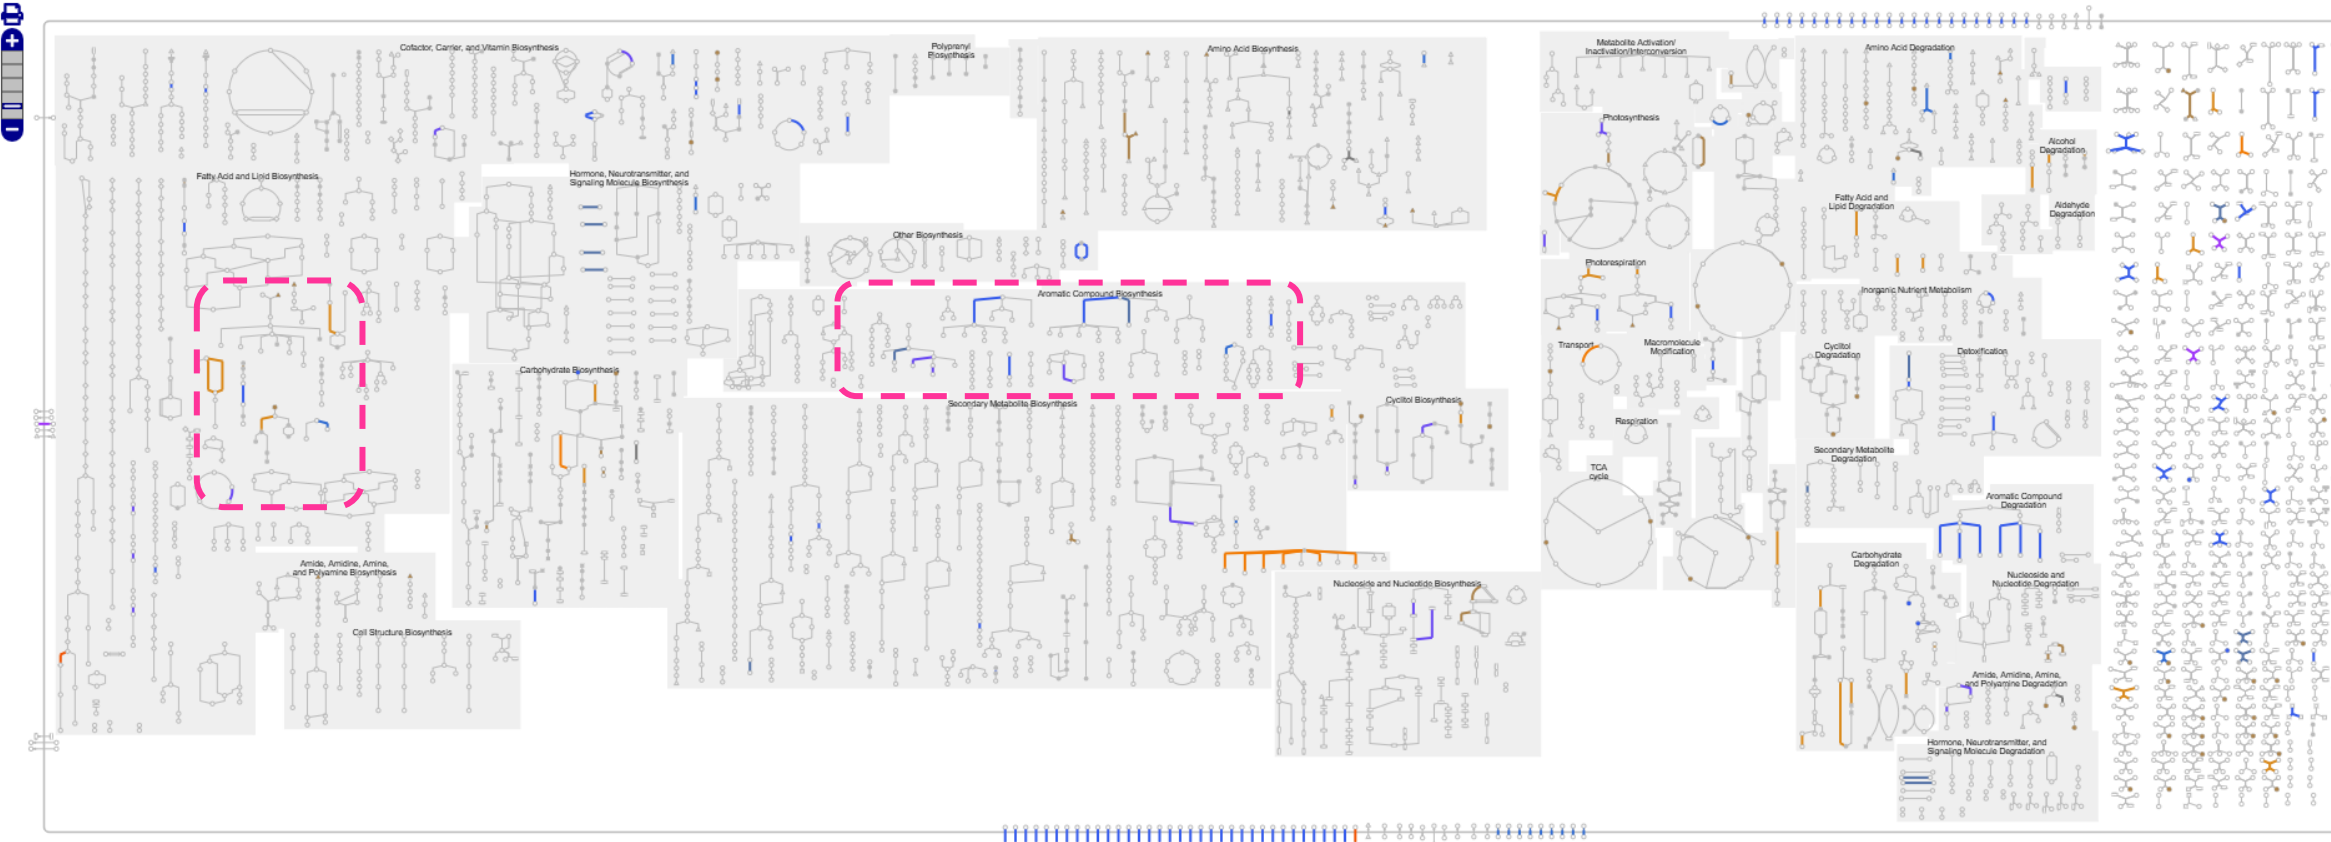 Cofactor, Carrier, and Vitamin Biosynthesis
Polyprenyl
Biosynthesis
Amino Acid Biosynthesis
Metabolite Activation/
Inactivation/Interconversion
Amino Acid Degradation
Photosynthesis
Alcohol
Degradation
Fatty Acid and Lipid Biosynthesis
Hormone, Neurotransmitter, and
Signaling Molecule Biosynthesis
Fatty Acid and
Lipid Degradation
Aldehyde
Degradation
Other Biosynthesis
Photorespiration
Aromatic Compound Biosynthesis
Inorganic Nutrient Metabolism
Transport
Macromolecule
Modification
Cyclitol
Degradation
Detoxification
Carbohydrate Biosynthesis
Secondary Metabolite Biosynthesis
Cyclitol Biosynthesis
Respiration
Secondary Metabolite
Degradation
TCA
cycle
Aromatic Compound
Degradation
Amide, Amidine, Amine,
and Polyamine Biosynthesis
Carbohydrate
Degradation
Nucleoside and Nucleotide Biosynthesis
Nucleoside and
Nucleotide Degradation
Cell Structure Biosynthesis
Amide, Amidine, Amine,
and Polyamine Degradation
Hormone, Neurotransmitter, and
Signaling Molecule Degradation